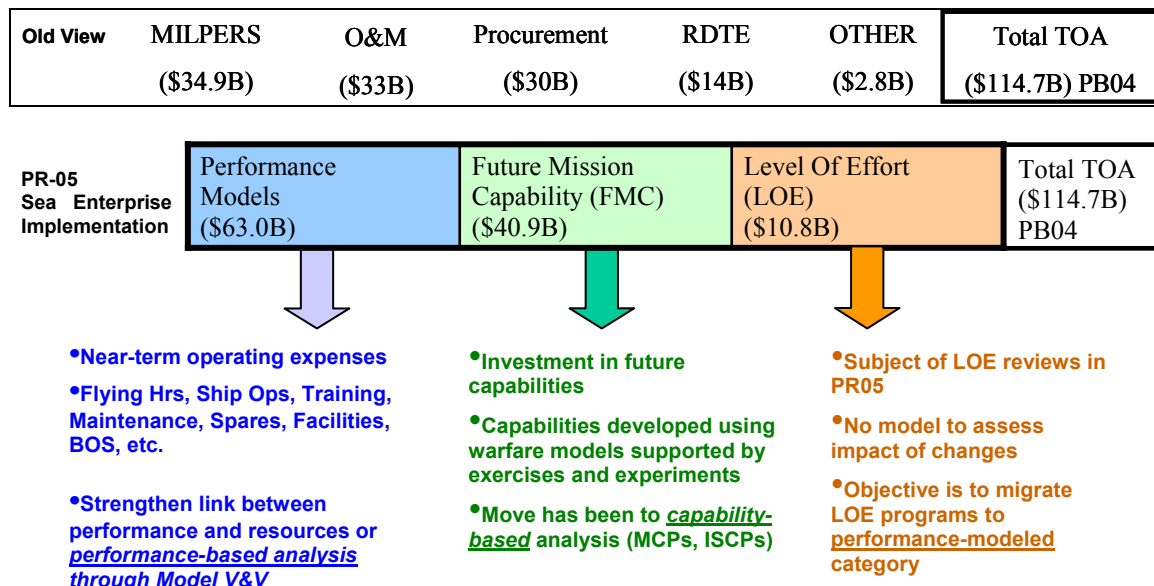 Old View MILPERS O&M Procurement RDTE OTHER Total TOA
($34.9B) ($33B) ($30B) ($14B) ($2.8B) ($114.7B) PB04
PR-05
Sea Enterprise
Implementation
Performance
Models
($63.0B)
Future Mission
Capability (FMC)
($40.9B)
Level Of Effort
(LOE)
($10.8B)
Total TOA
($114.7B)
PB04
•Near-term operating expenses
•Flying Hrs, Ship Ops, Training,
Maintenance, Spares, Facilities,
BOS, etc.
•Strengthen link between
performance and resources or
performance-based analysis
through Model V&V
•Investment in future
capabilities
•Capabilities developed using
warfare models supported by
exercises and experiments
•Move has been to capability-
based analysis (MCPs, ISCPs)
•Subject of LOE reviews in
PR05
•No model to assess
impact of changes
•Objective is to migrate
LOE programs to
performance-modeled
category